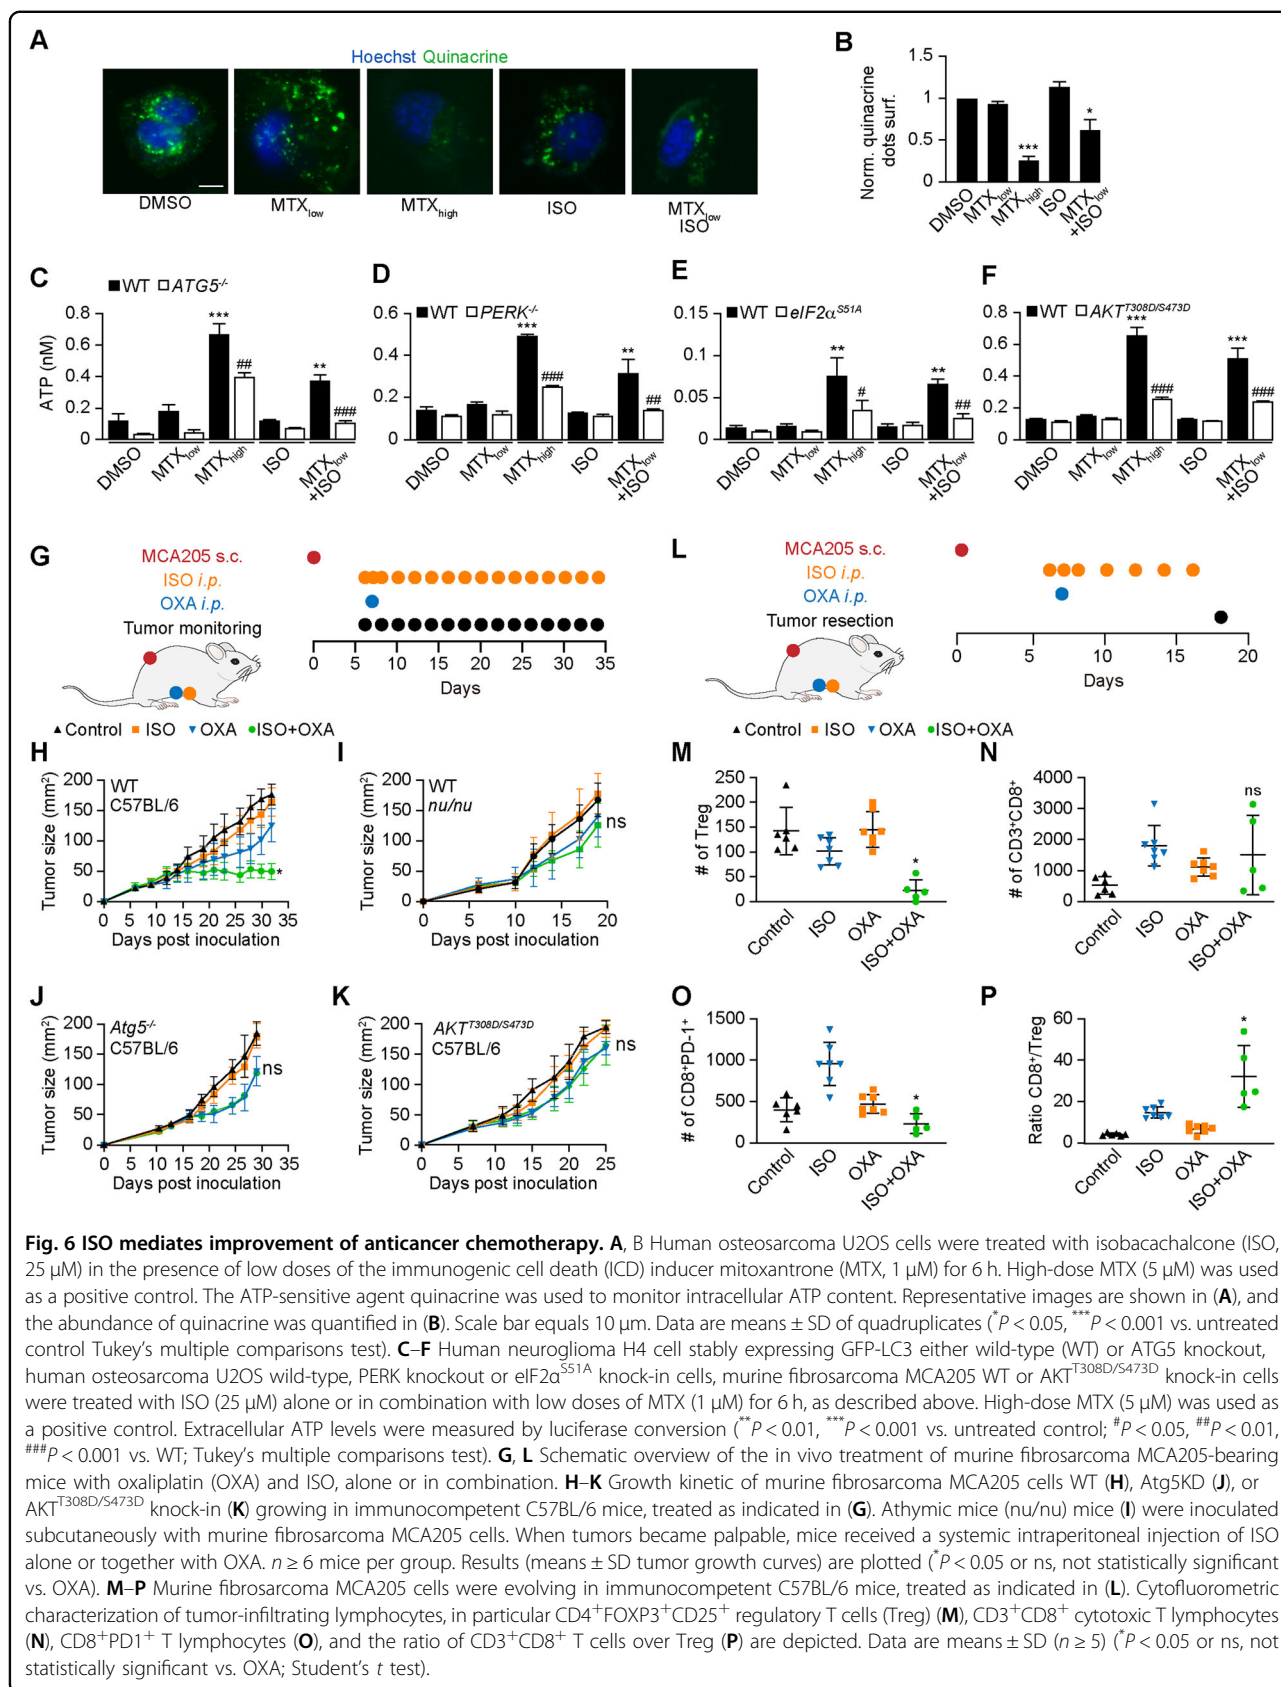 A
Hoechst Quinacrine
DMSO
MTXlow
MTXhigh
ISO
MTXlow
ISO
B
Norm. quinacrine
dots surf.
1.5
1
0.5
0
***
*
DMSO
MTXlow
MTXhigh
ISO
MTXlow
+ISO
C
WT ATG5-/-
ATP (nM)
0.8
0.6
0.4
0.2
0
***
##
**
###
DMSO
MTXlow
MTXhigh
ISO
MTXlow
+ISO
D
WT PERK-/-
0.6
0.4
0.2
0
***
###
**
##
DMSO
MTXlow
MTXhigh
ISO
MTXlow
+ISO
E
WT eIF2αS51A
0.15
0.1
0.05
0
**
#
**
##
DMSO
MTXlow
MTXhigh
ISO
MTXlow
+ISO
F
WT AKTT308D/S473D
0.8
0.6
0.4
0.2
0
***
###
***
###
DMSO
MTXlow
MTXhigh
ISO
MTXlow
+ISO
G
MCA205 s.c.
ISO i.p.
OXA i.p.
Tumor monitoring
0 5 10 15 20 25 30 35
Days
L
MCA205 s.c.
ISO i.p.
OXA i.p.
Tumor resection
0 5 10 15 20
Days
Control ISO OXA ISO+OXA
Control ISO OXA ISO+OXA
H
Tumor size (mm2)
200
150
100
50
0
WT
C57BL/6
*
0 5 10 15 20 25 30 35
Days post inoculation
I
Tumor size (mm2)
200
150
100
50
0
WT
nu/nu
ns
0 5 10 15 20
Days post inoculation
M
# of Treg
250
200
150
100
50
0
*
Control
ISO
OXA
ISO+OXA
N
# of CD3+CD8+
4000
3000
2000
1000
0
ns
Control
ISO
OXA
ISO+OXA
J
Tumor size (mm2)
200
150
100
50
0
Atg5-/-
C57BL/6
ns
0 5 10 15 20 25 30 35
Days post inoculation
K
Tumor size (mm2)
200
150
100
50
0
AKTT308D/S473D
C57BL/6
ns
0 5 10 15 20 25
Days post inoculation
O
# of CD8+PD-1+
1500
1000
500
0
*
Control
ISO
OXA
ISO+OXA
P
Ratio CD8+/Treg
60
40
20
0
*
Control
ISO
OXA
ISO+OXA
Fig. 6 ISO mediates improvement of anticancer chemotherapy. A, B Human osteosarcoma U2OS cells were treated with isobacachalcone (ISO,
25 µM) in the presence of low doses of the immunogenic cell death (ICD) inducer mitoxantrone (MTX, 1 µM) for 6 h. High-dose MTX (5 µM) was used
as a positive control. The ATP-sensitive agent quinacrine was used to monitor intracellular ATP content. Representative images are shown in (A), and
the abundance of quinacrine was quantified in (B). Scale bar equals 10 µm. Data are means ± SD of quadruplicates (*P < 0.05, ***P < 0.001 vs. untreated
control Tukey's multiple comparisons test). C–F Human neuroglioma H4 cell stably expressing GFP-LC3 either wild-type (WT) or ATG5 knockout,
human osteosarcoma U2OS wild-type, PERK knockout or eIF2αS51A knock-in cells, murine fibrosarcoma MCA205 WT or AKTT308D/S473D knock-in cells
were treated with ISO (25 µM) alone or in combination with low doses of MTX (1 µM) for 6 h, as described above. High-dose MTX (5 µM) was used as
a positive control. Extracellular ATP levels were measured by luciferase conversion (**P < 0.01, ***P < 0.001 vs. untreated control; #P < 0.05, ##P < 0.01,
###P < 0.001 vs. WT; Tukey's multiple comparisons test). G, L Schematic overview of the in vivo treatment of murine fibrosarcoma MCA205-bearing
mice with oxaliplatin (OXA) and ISO, alone or in combination. H–K Growth kinetic of murine fibrosarcoma MCA205 cells WT (H), Atg5KD (J), or
AKTT308D/S473D knock-in (K) growing in immunocompetent C57BL/6 mice, treated as indicated in (G). Athymic mice (nu/nu) mice (I) were inoculated
subcutaneously with murine fibrosarcoma MCA205 cells. When tumors became palpable, mice received a systemic intraperitoneal injection of ISO
alone or together with OXA. n ≥ 6 mice per group. Results (means ± SD tumor growth curves) are plotted (*P < 0.05 or ns, not statistically significant
vs. OXA). M–P Murine fibrosarcoma MCA205 cells were evolving in immunocompetent C57BL/6 mice, treated as indicated in (L). Cytofluorometric
characterization of tumor-infiltrating lymphocytes, in particular CD4+FOXP3+CD25+ regulatory T cells (Treg) (M), CD3+CD8+ cytotoxic T lymphocytes
(N), CD8+PD1+ T lymphocytes (O), and the ratio of CD3+CD8+ T cells over Treg (P) are depicted. Data are means ± SD (n ≥ 5) (*P < 0.05 or ns, not
statistically significant vs. OXA; Student's t test).